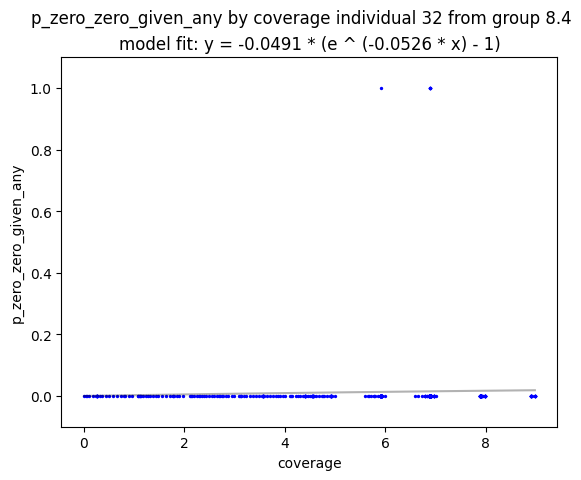 p_zero_zero_given_any by coverage individual 32 from group 8.4
model fit: y = -0.0491 * (e ^ (-0.0526 * x) - 1)
p_zero_zero_given_any
1.0
0.8
0.6
0.4
0.2
0.0
0 2 4 6 8
coverage